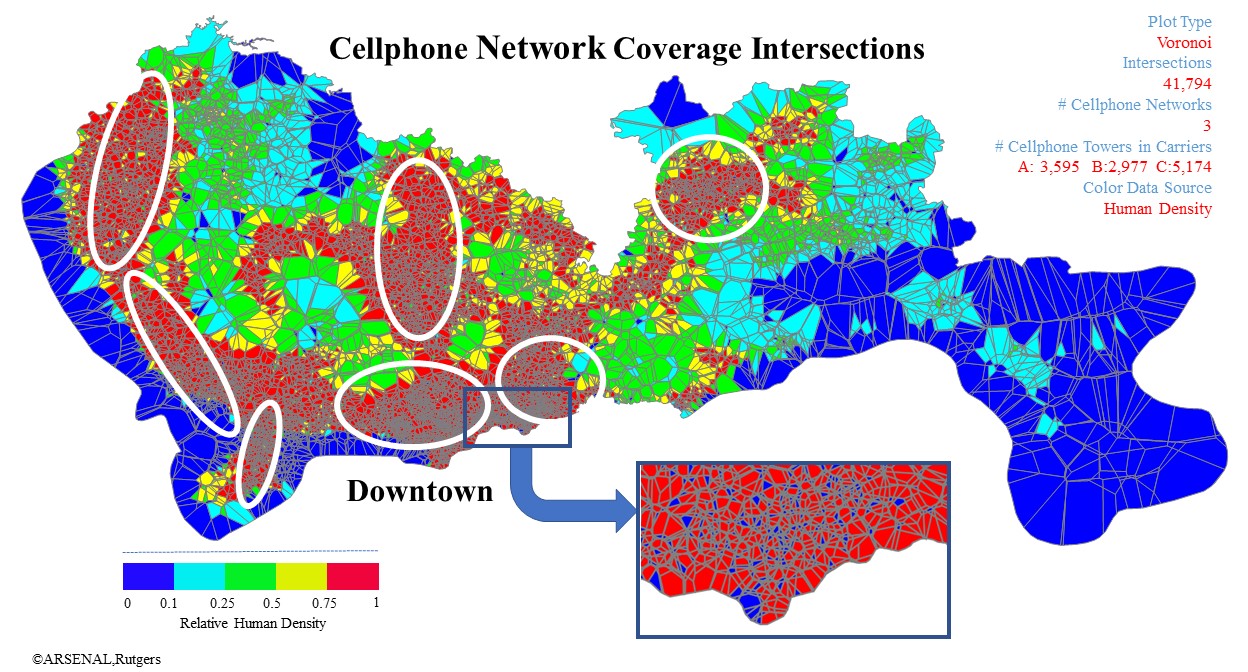 Cellphone Network Coverage Intersections
Plot Type
Voronoi
Intersections
41,794
# Cellphone Networks
3
# Cellphone Towers in Carriers
A: 3,595 B:2,977 C:5,174
Color Data Source
Human Density
Downtown
0 0.1 0.25 0.5 0.75 1
Relative Human Density
©ARSENAL,Rutgers